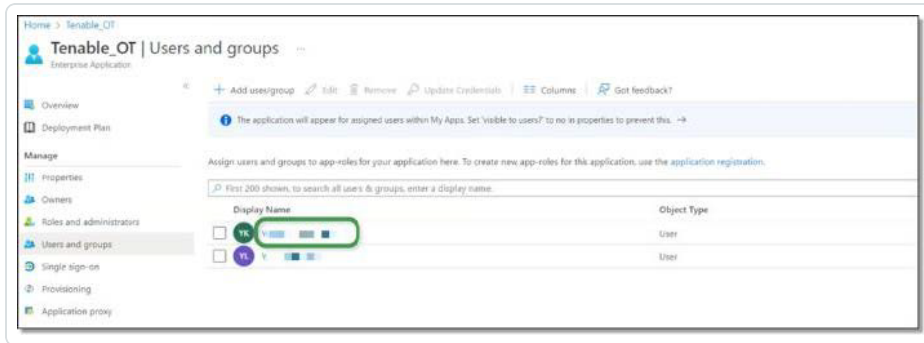 Home > Tenable_OT
Tenable_OT | Users and groups ...
Enterprise Application
«
+ Add user/group Edit Remove Update Credentials Columns Got feedback?
Overview
Deployment Plan
The application will appear for assigned users within My Apps. Set 'visible to users?' to no in properties to prevent this. →
Manage
Assign users and groups to app-roles for your application here. To create new app-roles for this application, use the application registration.
Properties
Owners
Roles and administrators
Users and groups
Single sign-on
Provisioning
Application proxy
First 200 shown, to search all users & groups, enter a display name.
Display Name Object Type
YK User
YL User